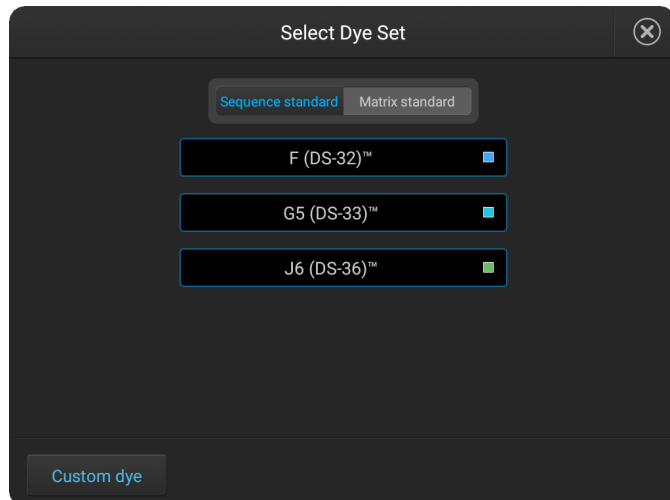 Select Dye Set
Sequence standard Matrix standard
F (DS-32)™
G5 (DS-33)™
J6 (DS-36)™
Custom dye